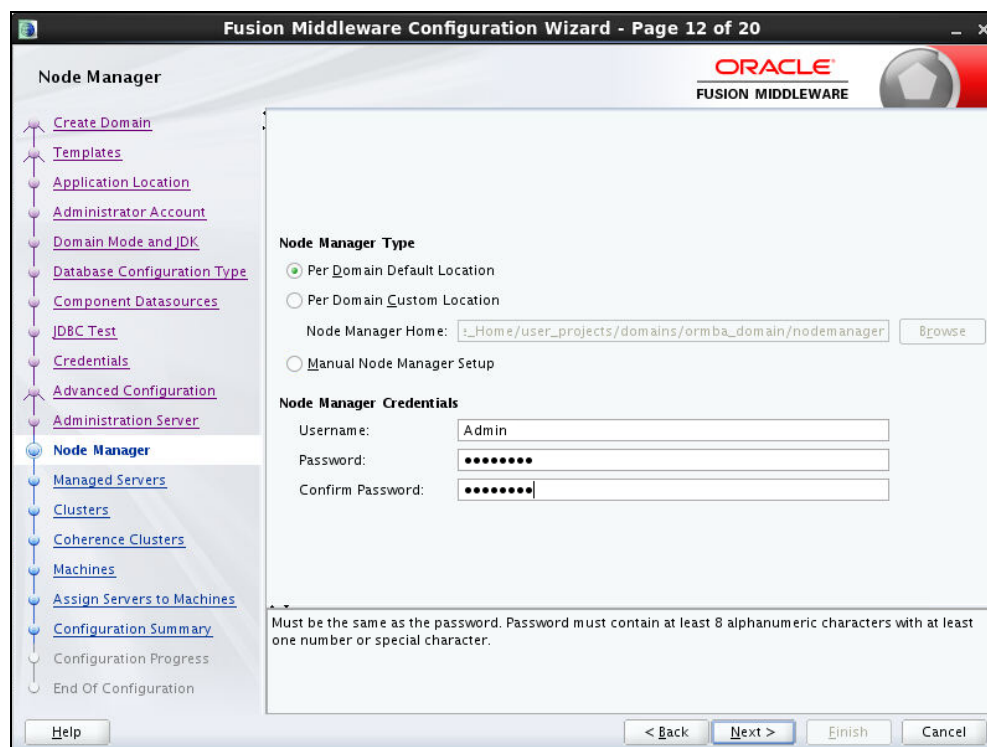 Fusion Middleware Configuration Wizard - Page 12 of 20
Node Manager
ORACLE
FUSION MIDDLEWARE
Create Domain
Templates
Application Location
Administrator Account
Domain Mode and JDK
Database Configuration Type
Component Datasources
JDBC Test
Credentials
Advanced Configuration
Administration Server
Node Manager
Managed Servers
Clusters
Coherence Clusters
Machines
Assign Servers to Machines
Configuration Summary
Configuration Progress
End Of Configuration
Node Manager Type
Per Domain Default Location
Per Domain Custom Location
Node Manager Home: :_Home/user_projects/domains/ormba_domain/nodemanager Browse
Manual Node Manager Setup
Node Manager Credentials
Username: Admin
Password: ●●●●●●●●
Confirm Password: ●●●●●●●●
Must be the same as the password. Password must contain at least 8 alphanumeric characters with at least
one number or special character.
Help < Back Next > Finish Cancel